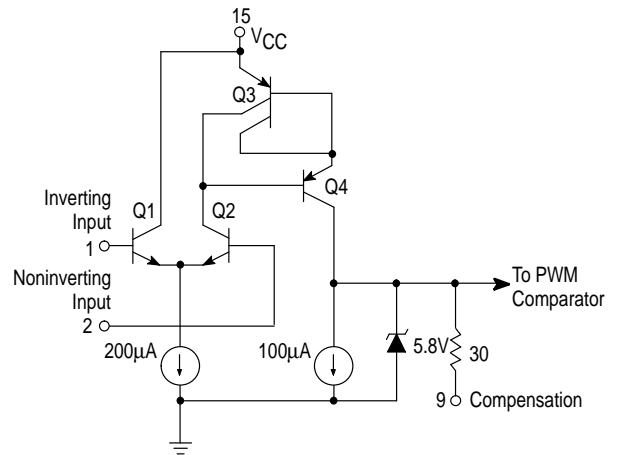 15
VCC
Q3
Q4
Inverting
Input
Q1
Q2
1
Noninverting
Input
2
To PWM
Comparator
200µA
100µA
5.8V
30
9
Compensation